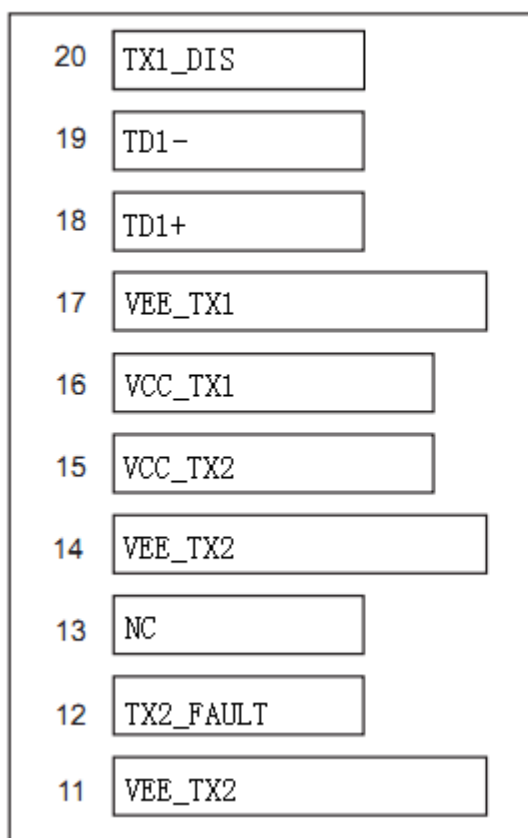 20 TX1_DIS
19 TD1-
18 TD1+
17 VEE_TX1
16 VCC_TX1
15 VCC_TX2
14 VEE_TX2
13 NC
12 TX2_FAULT
11 VEE_TX2